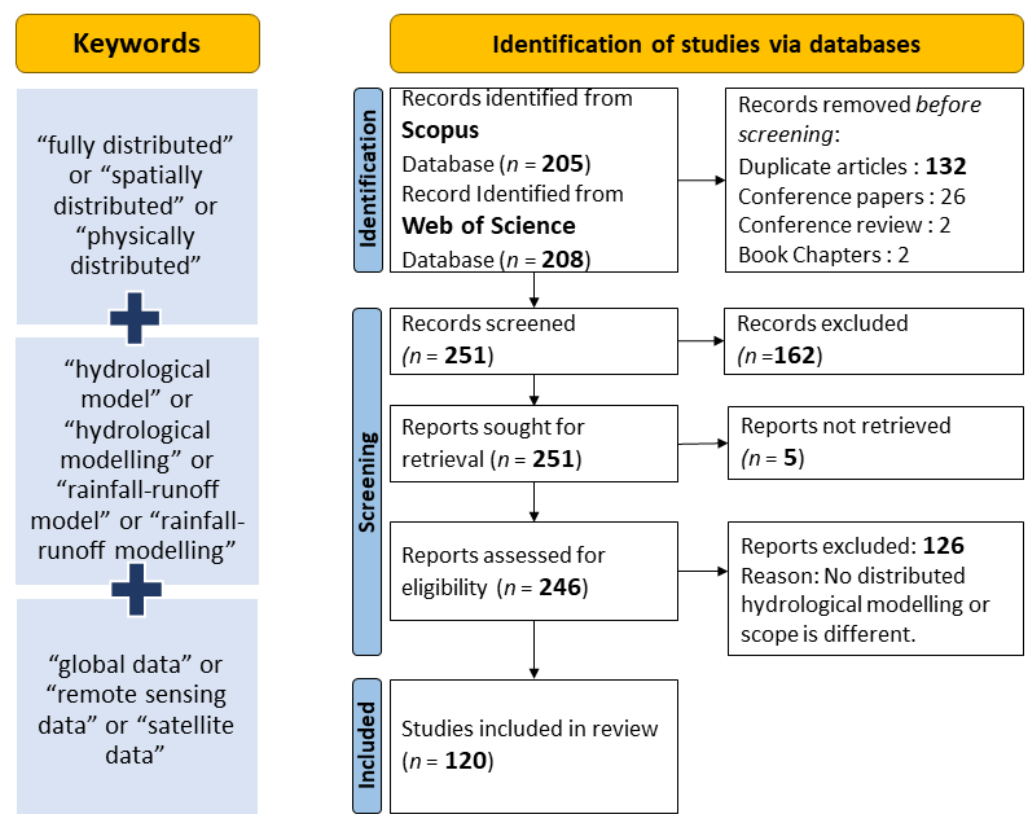 Keywords
“fully distributed”
or “spatially
distributed” or
“physically
distributed”
“hydrological
model” or
“hydrological
modelling” or
“rainfall-runoff
model” or “rainfall-
runoff modelling”
“global data” or
“remote sensing
data” or “satellite
data”
Identification of studies via databases
Identification
Records identified from
Scopus
Database (n = 205)
Record Identified from
Web of Science
Database (n = 208)
Records removed before
screening:
Duplicate articles : 132
Conference papers : 26
Conference review : 2
Book Chapters : 2
Screening
Records screened
(n = 251)
Records excluded
(n =162)
Reports sought for
retrieval (n = 251)
Reports not retrieved
(n = 5)
Reports assessed for
eligibility (n = 246)
Reports excluded: 126
Reason: No distributed
hydrological modelling or
scope is different.
Included
Studies included in review
(n = 120)